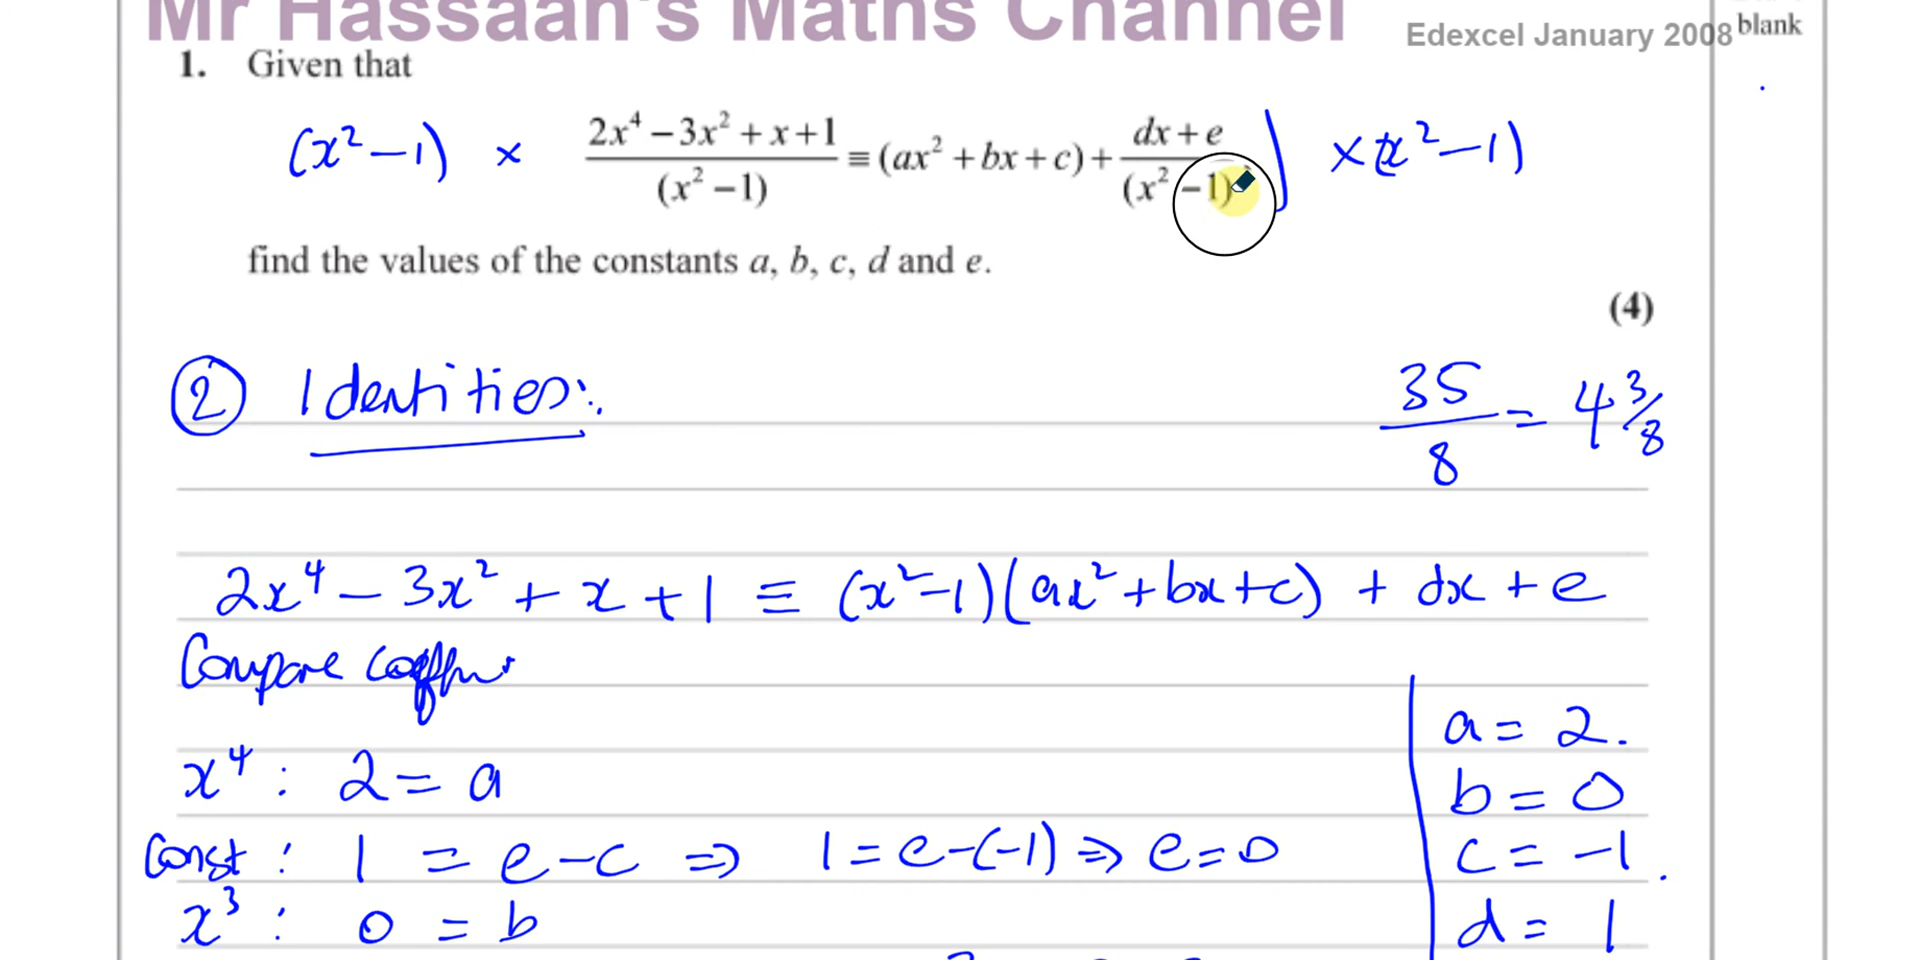 Mr Hassaan's Maths Channel
Edexcel January 2008
blank
1. Given that
(x² − 1) × (2x⁴ − 3x² + x + 1)/(x² − 1) ≡ (ax² + bx + c) + (dx + e)/(x² − 1) ) × (x² − 1)
find the values of the constants a, b, c, d and e.
(4)
② Identities:
35/8 = 4 3/8
2x⁴ − 3x² + x + 1 ≡ (x² − 1)(ax² + bx + c) + dx + e
Compare
x⁴ : 2 = a
Const : 1 = e − c ⇒ 1 = e − (−1) ⇒ e = 0
x³ : 0 = b
a = 2.
b = 0
c = −1.
d = 1